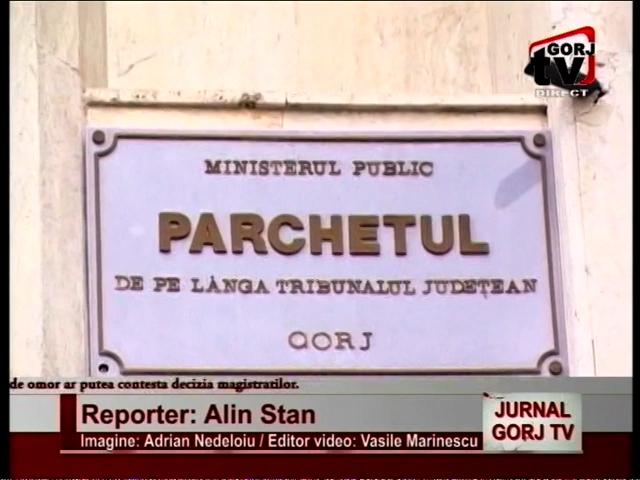 GORJ
tv
DIRECT
MINISTERUL PUBLIC
PARCHETUL
DE PE LÂNGA TRIBUNALUL JUDEȚEAN
GORJ
de omor ar putea contesta decizia magistratilor.
Reporter: Alin Stan
Imagine: Adrian Nedeloiu / Editor video: Vasile Marinescu
JURNAL
GORJ TV